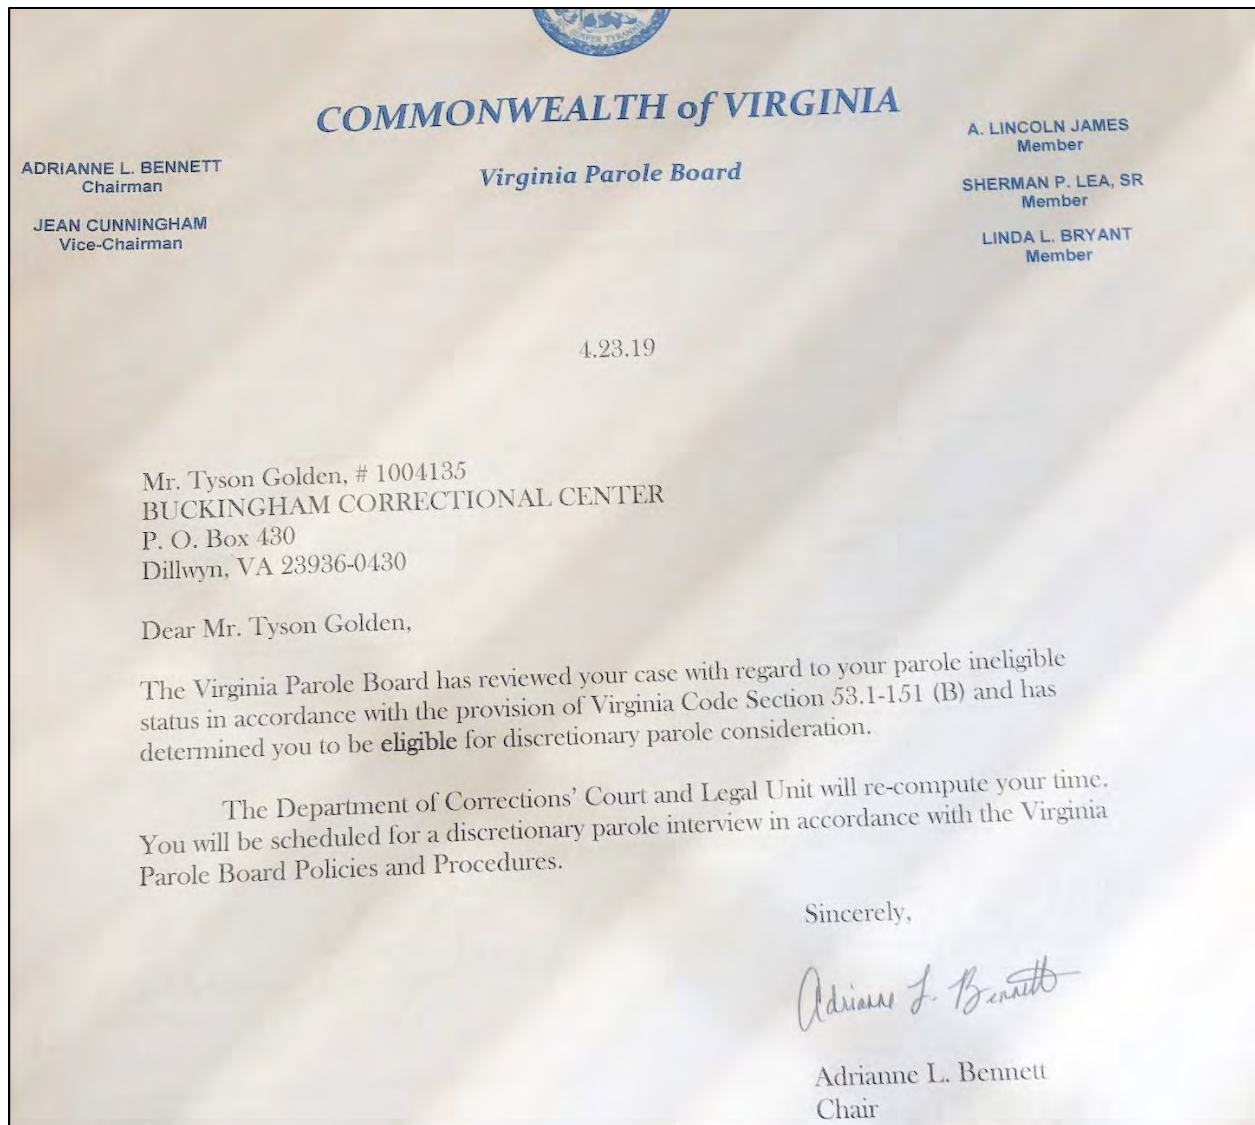 SEMPER TYRANNIS
COMMONWEALTH of VIRGINIA
Virginia Parole Board
ADRIANNE L. BENNETT
Chairman
JEAN CUNNINGHAM
Vice-Chairman
A. LINCOLN JAMES
Member
SHERMAN P. LEA, SR
Member
LINDA L. BRYANT
Member
4.23.19
Mr. Tyson Golden, # 1004135
BUCKINGHAM CORRECTIONAL CENTER
P. O. Box 430
Dillwyn, VA 23936-0430
Dear Mr. Tyson Golden,
The Virginia Parole Board has reviewed your case with regard to your parole ineligible
status in accordance with the provision of Virginia Code Section 53.1-151 (B) and has
determined you to be eligible for discretionary parole consideration.
The Department of Corrections' Court and Legal Unit will re-compute your time.
You will be scheduled for a discretionary parole interview in accordance with the Virginia
Parole Board Policies and Procedures.
Sincerely,
Adrianne L. Bennett
Adrianne L. Bennett
Chair